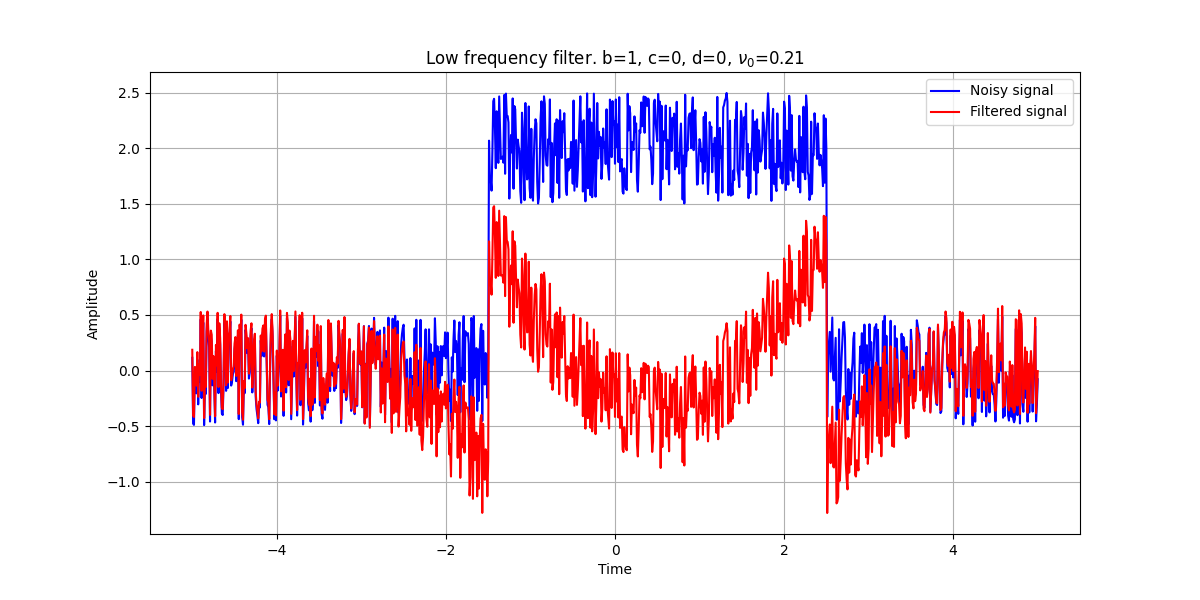 Low frequency filter. b=1, c=0, d=0, ν₀=0.21
Noisy signal
Filtered signal
Amplitude
2.5
2.0
1.5
1.0
0.5
0.0
−0.5
−1.0
−4
−2
0
2
4
Time